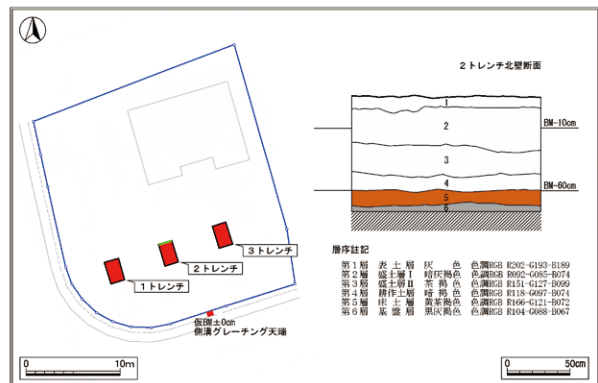 2トレンチ北壁断面
1
2
3
4
5
6
BM-10cm
BM-60cm
1トレンチ
2トレンチ
3トレンチ
仮BM±0cm
側溝グレーチング天端
層序註記
第1層 表土層 灰色 色調RGB R202-G193-B189
第2層 盛土層Ⅰ 暗灰褐色 色調RGB R092-G085-B074
第3層 盛土層Ⅱ 茶褐色 色調RGB R151-G127-B099
第4層 耕作土層 暗褐色 色調RGB R118-G097-B074
第5層 床土層 黄茶褐色 色調RGB R166-G121-B072
第6層 基盤層 黒灰褐色 色調RGB R104-G088-B067
0 10m
0 50cm